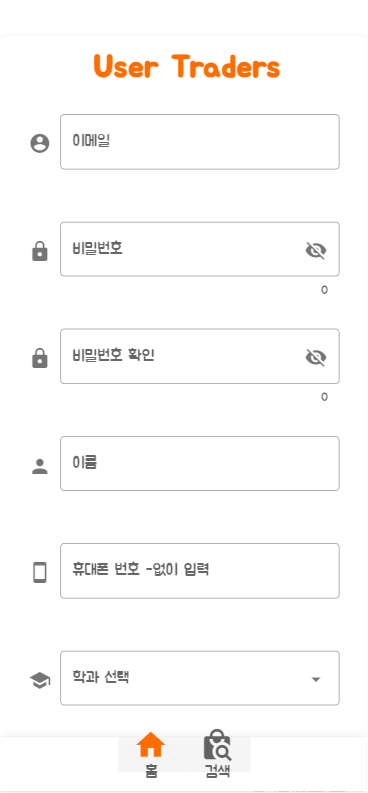 User Traders
이메일
비밀번호
0
비밀번호 확인
0
이름
휴대폰 번호 -없이 입력
학과 선택
홈 검색